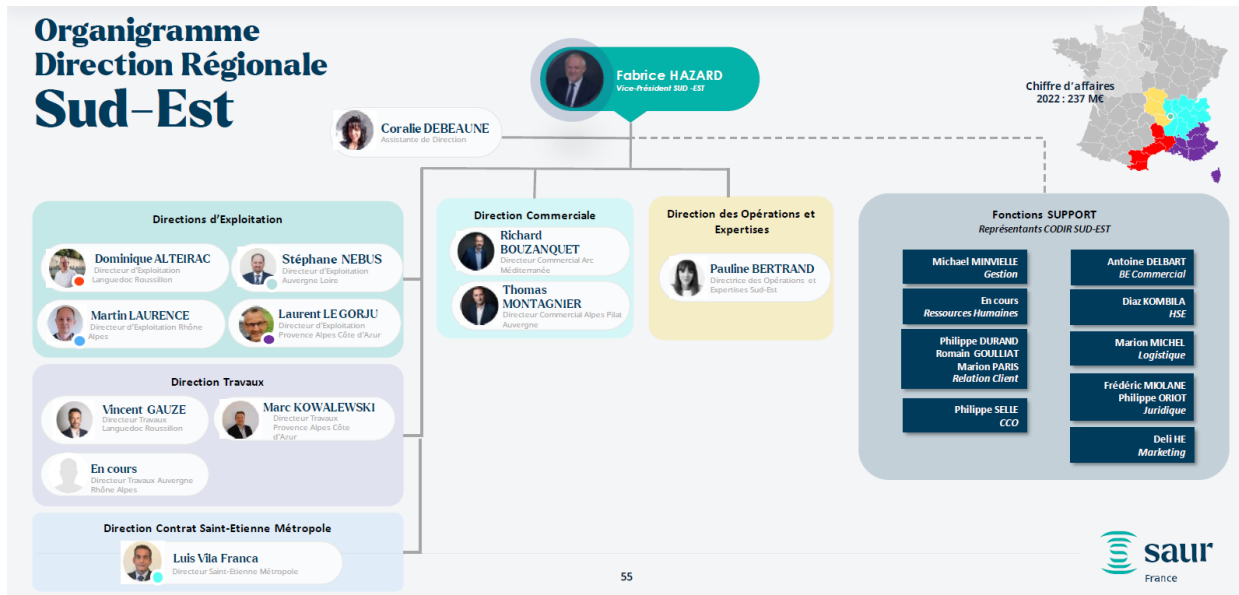 Organigramme
Direction Régionale
Sud-Est
Fabrice HAZARD
Vice-Président SUD -EST
Chiffre d'affaires
2022 : 237 M€
Coralie DEBEAUNE
Assistante de Direction
Directions d'Exploitation
Dominique ALTEIRAC
Directeur d'Exploitation
Languedoc Roussillon
Stéphane NEBUS
Directeur d'Exploitation
Auvergne Loire
Martin LAURENCE
Directeur d'Exploitation Rhône
Alpes
Laurent LE GORJU
Directeur d'Exploitation
Provence Alpes Côte d'Azur
Direction Travaux
Vincent GAUZE
Directeur Travaux
Languedoc Roussillon
Marc KOWALEWSKI
Directeur Travaux
Provence Alpes Côte
d'Azur
En cours
Directeur Travaux Auvergne
Rhône Alpes
Direction Contrat Saint-Etienne Métropole
Luis Vila Franca
Directeur Saint-Etienne Métropole
Direction Commerciale
Richard
BOUZANQUET
Directeur Commercial Arc
Méditerranée
Thomas
MONTAGNIER
Directeur Commercial Alpes Pilat
Auvergne
Direction des Opérations et
Expertises
Pauline BERTRAND
Directrice des Opérations et
Expertises Sud-Est
Fonctions SUPPORT
Représentants CODIR SUD-EST
Michael MINVIELLE
Gestion
En cours
Ressources Humaines
Philippe DURAND
Romain GOULLIAT
Marion PARIS
Relation Client
Philippe SELLE
CCO
Antoine DELBART
BE Commercial
Diaz KOMBILA
HSE
Marion MICHEL
Logistique
Frédéric MIOLANE
Philippe ORIOT
Juridique
Deli HE
Marketing
55
saur
France